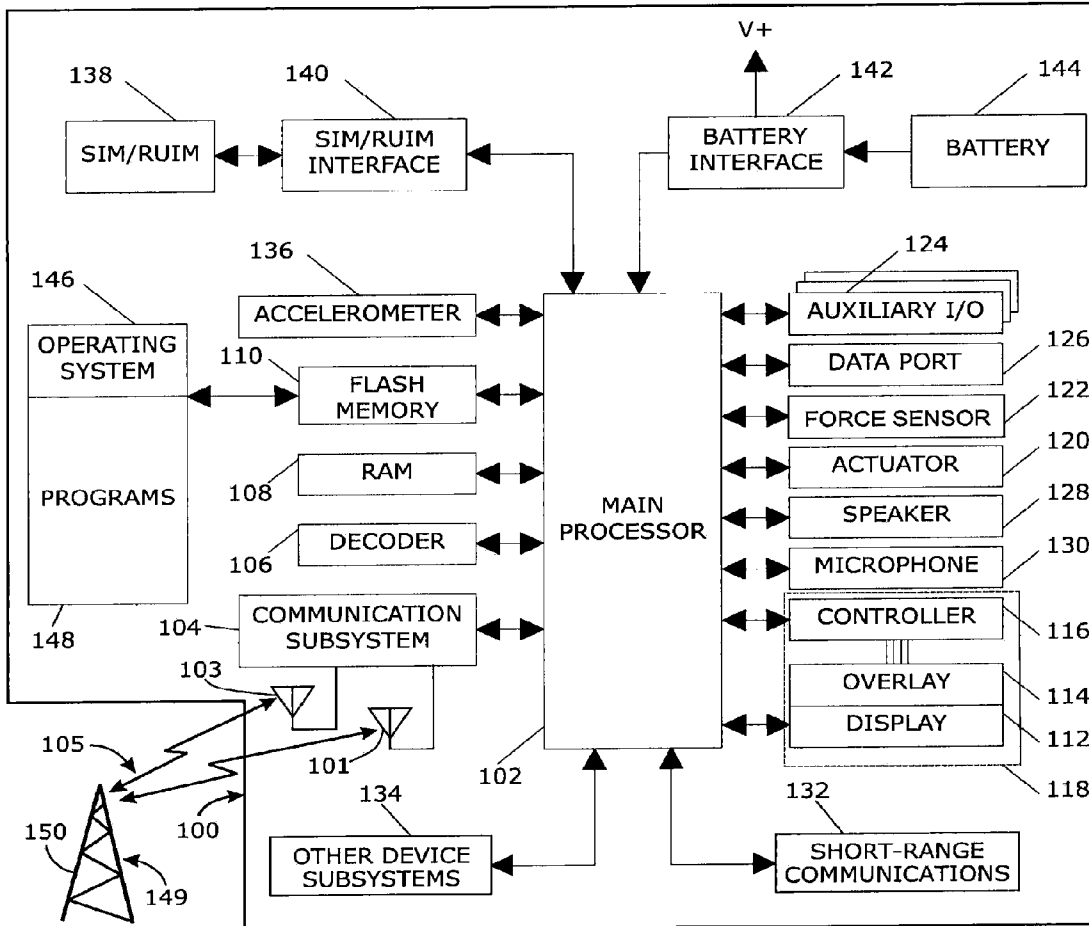 V+
138
140
142
144
SIM/RUIM
SIM/RUIM
INTERFACE
BATTERY
INTERFACE
BATTERY
136
124
146
ACCELEROMETER
AUXILIARY I/O
OPERATING
SYSTEM
110
FLASH
MEMORY
DATA PORT
126
122
FORCE SENSOR
PROGRAMS
108
RAM
MAIN
PROCESSOR
ACTUATOR
120
SPEAKER
128
106
DECODER
MICROPHONE
130
148
104
COMMUNICATION
SUBSYSTEM
CONTROLLER
116
103
OVERLAY
114
105
101
102
DISPLAY
112
100
134
132
118
150
149
OTHER DEVICE
SUBSYSTEMS
SHORT-RANGE
COMMUNICATIONS